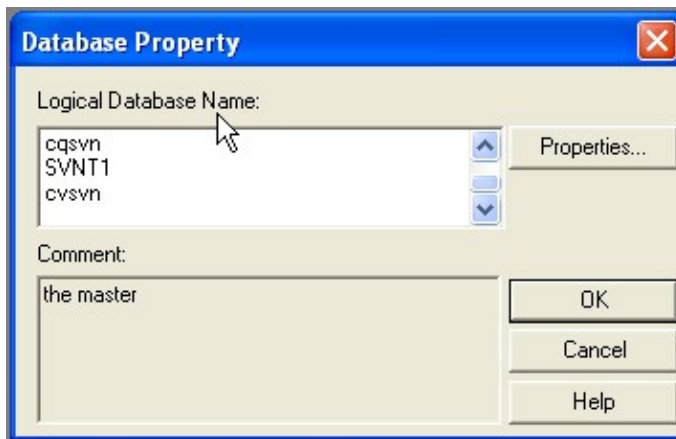 Database Property
Logical Database Name:
cqsvn
SVNT1
cvsvn
Properties...
Comment:
the master
OK
Cancel
Help